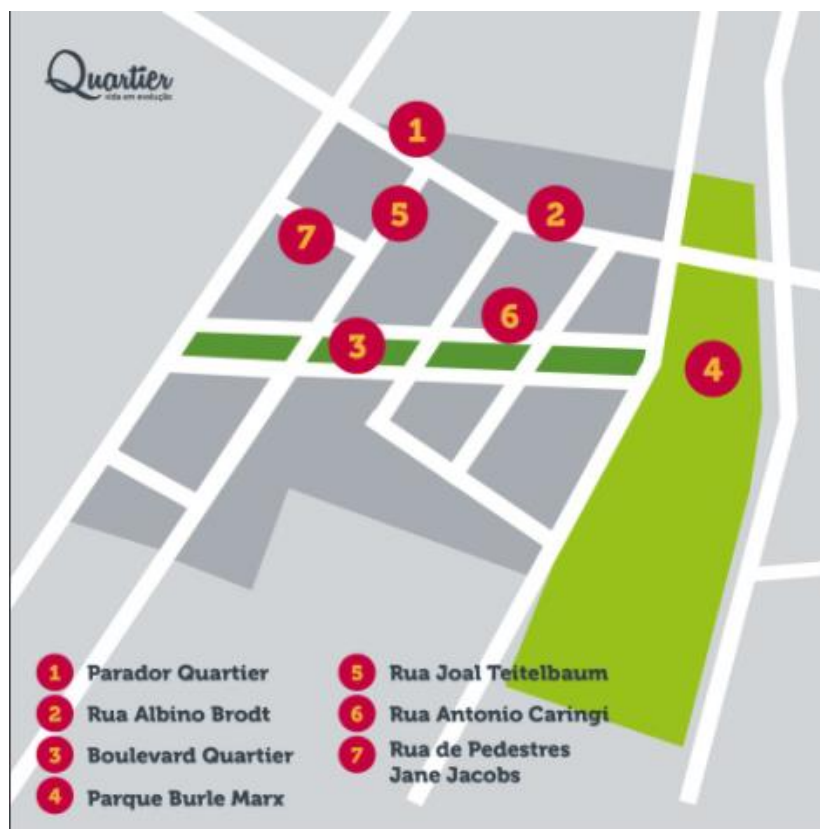 Quartier
vida em evolução
1
5
2
7
6
3
4
1 Parador Quartier
2 Rua Albino Brodt
3 Boulevard Quartier
4 Parque Burle Marx
5 Rua Joal Teitelbaum
6 Rua Antonio Caringi
7 Rua de Pedestres
Jane Jacobs